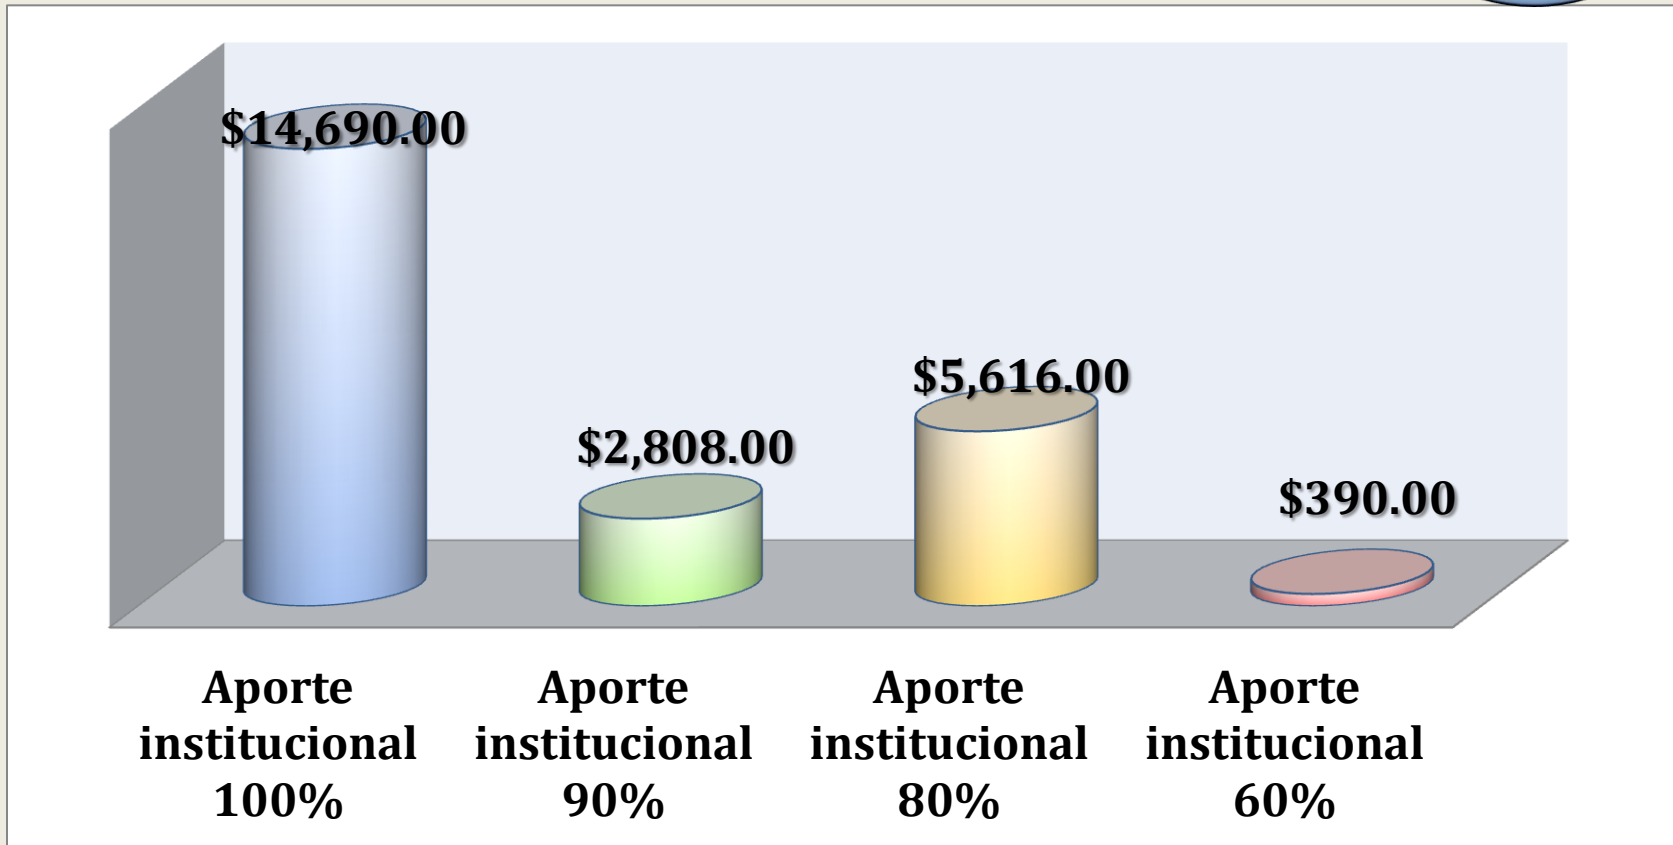 $14,690.00
$5,616.00
$2,808.00
$390.00
Aporte institucional 100%
Aporte institucional 90%
Aporte institucional 80%
Aporte institucional 60%